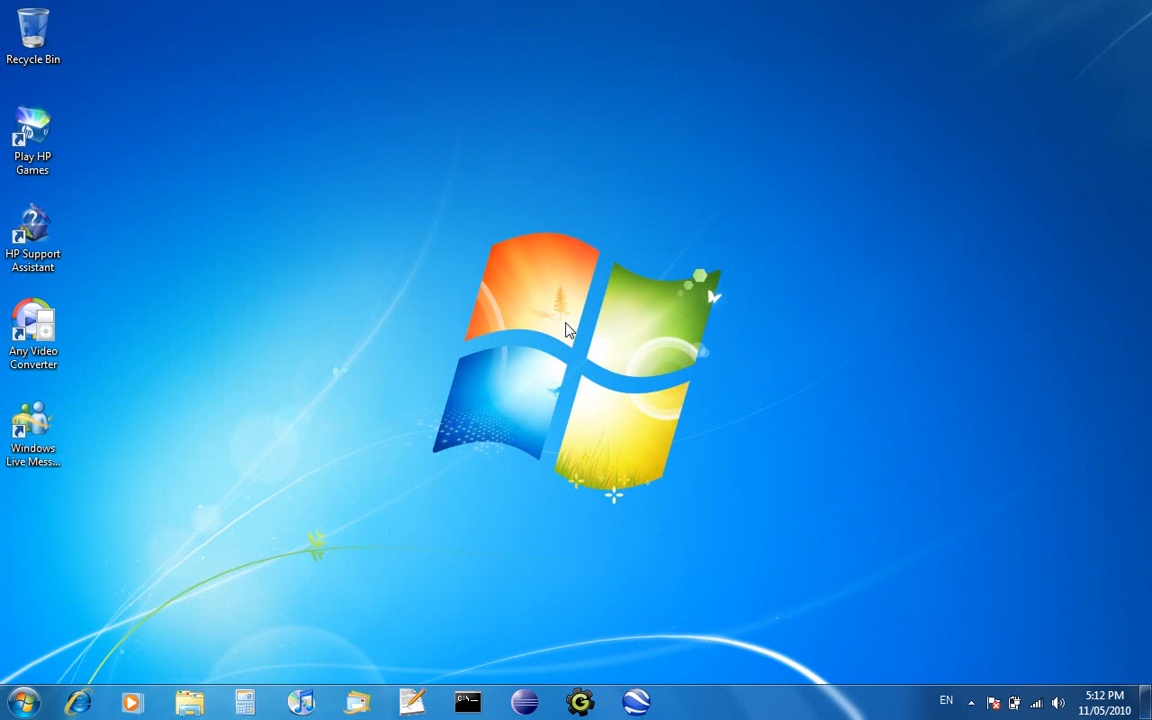 Recycle Bin
Play HP
Games
HP Support
Assistant
Any Video
Converter
Windows
Live Mess...
C:\_
EN
5:12 PM
11/05/2010